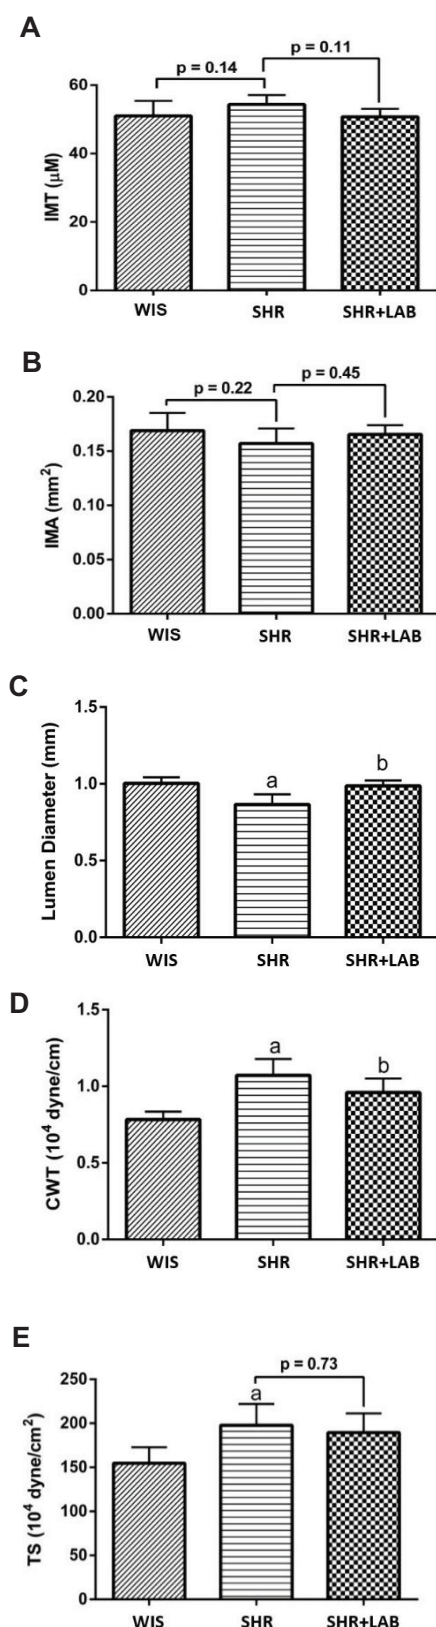 A
p = 0.14
p = 0.11
IMT (μM)
60
40
20
0
WIS
SHR
SHR+LAB
B
p = 0.22
p = 0.45
IMA (mm²)
0.20
0.15
0.10
0.05
0.00
WIS
SHR
SHR+LAB
C
Lumen Diameter (mm)
1.5
1.0
0.5
0.0
a
b
WIS
SHR
SHR+LAB
D
CWT (10⁴ dyne/cm)
1.5
1.0
0.5
0.0
a
b
WIS
SHR
SHR+LAB
E
p = 0.73
TS (10⁴ dyne/cm²)
250
200
150
100
50
0
a
WIS
SHR
SHR+LAB